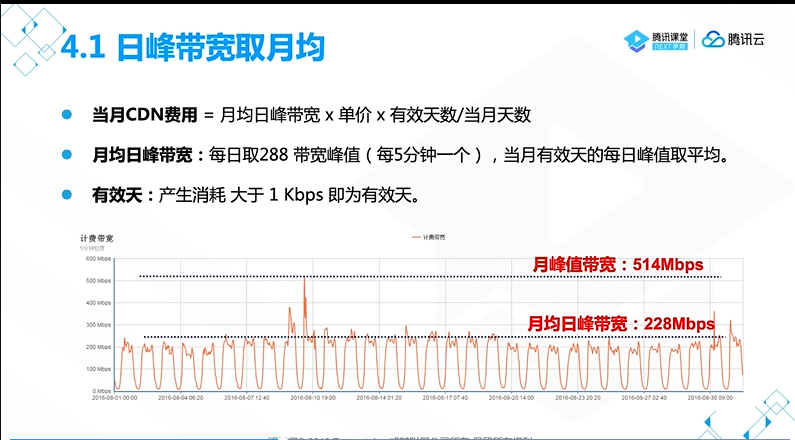 4.1 日峰带宽取月均
腾讯课堂
NEXT学院
腾讯云
当月CDN费用 = 月均日峰带宽 x 单价 x 有效天数/当月天数
月均日峰带宽：每日取288 带宽峰值（每5分钟一个），当月有效天的每日峰值取平均。
有效天：产生消耗 大于 1 Kbps 即为有效天。
计费带宽
计费带宽
600 Mbps
月峰值带宽：514Mbps
500 Mbps
400 Mbps
300 Mbps
月均日峰带宽：228Mbps
200 Mbps
100 Mbps
0 Mbps
2016-08-01 00:00
2016-08-04 06:20
2016-08-07 12:40
2016-08-10 19:00
2016-08-14 01:20
2016-08-17 07:40
2016-08-20 14:00
2016-08-23 20:20
2016-08-27 02:40
2016-08-30 09:00